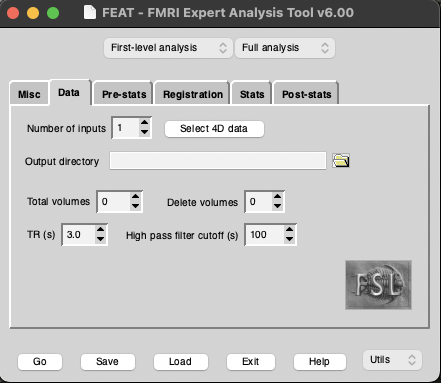 FEAT - FMRI Expert Analysis Tool v6.00
First-level analysis Full analysis
Misc Data Pre-stats Registration Stats Post-stats
Number of inputs 1 Select 4D data
Output directory
Total volumes 0 Delete volumes 0
TR (s) 3.0 High pass filter cutoff (s) 100
FSL
Go Save Load Exit Help Utils